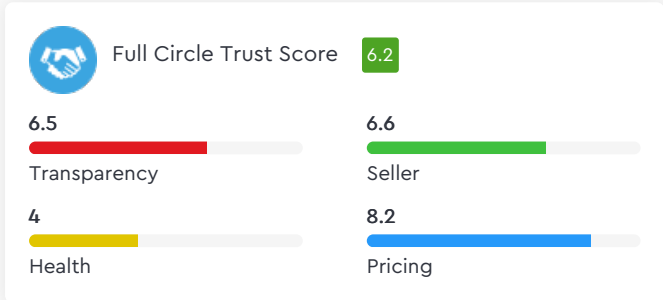 Full Circle Trust Score 6.2
6.5
Transparency
6.6
Seller
4
Health
8.2
Pricing